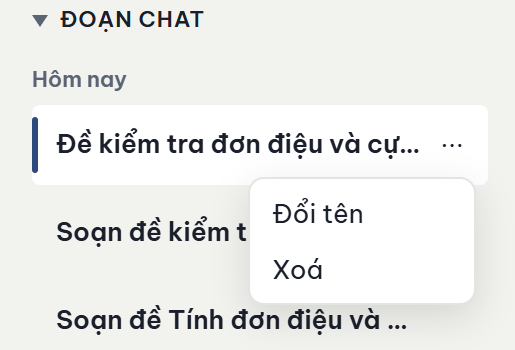 ĐOẠN CHAT
Hôm nay
Đề kiểm tra đơn điệu và cự...
Đổi tên
Soạn đề kiểm t
Xoá
Soạn đề Tính đơn điệu và ...